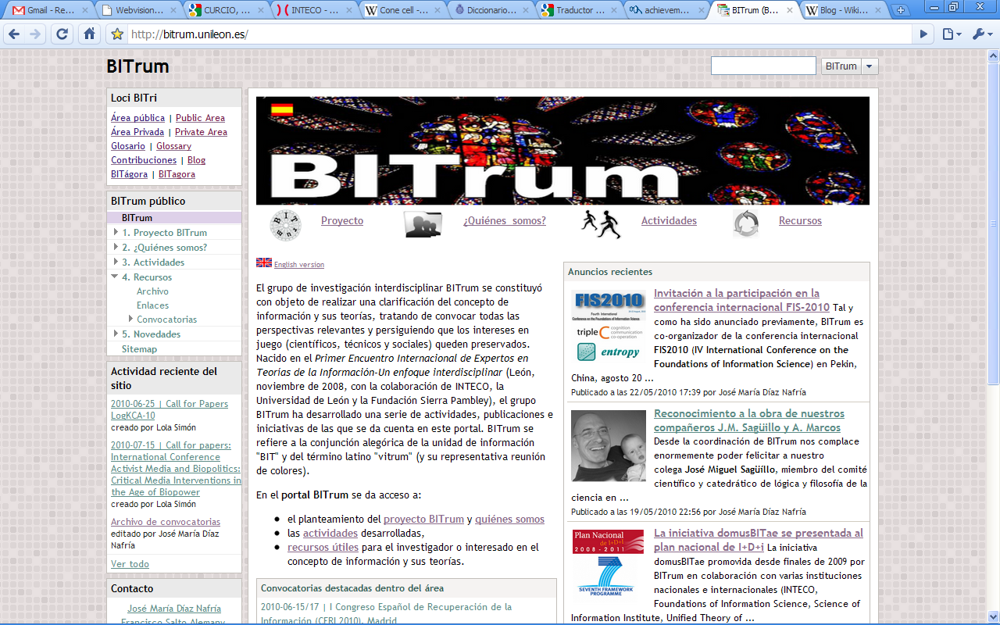 Gmail - Re...
Webvision...
CURCIO, ...
INTECO - ...
Cone cell -...
Diccionario...
Traductor ...
achievem...
BITrum (B...
Blog - Wiki...
http://bitrum.unileon.es/
BITrum
BITrum
Loci BITri
Área pública | Public Area
Área Privada | Private Area
Glosario | Glossary
Contribuciones | Blog
BITágora | BITagora
BITrum público
BITrum
1. Proyecto BITrum
2. ¿Quiénes somos?
3. Actividades
4. Recursos
Archivo
Enlaces
Convocatorias
5. Novedades
Sitemap
Actividad reciente del
sitio
2010-06-25 | Call for Papers
LogKCA-10
creado por Lola Simón
2010-07-15 | Call for papers:
International Conference
Activist Media and Biopolitics:
Critical Media Interventions in
the Age of Biopower
creado por Lola Simón
Archivo de convocatorias
editado por José María Díaz
Nafría
Ver todo
Contacto
José María Díaz Nafría
Francisco Salto Alemany
BITrum
BIT rum
Proyecto
¿Quiénes somos?
Actividades
Recursos
English version
El grupo de investigación interdisciplinar BITrum se constituyó
con objeto de realizar una clarificación del concepto de
información y sus teorías, tratando de convocar todas las
perspectivas relevantes y persiguiendo que los intereses en
juego (científicos, técnicos y sociales) queden preservados.
Nacido en el Primer Encuentro Internacional de Expertos en
Teorías de la Información-Un enfoque interdisciplinar (León,
noviembre de 2008, con la colaboración de INTECO, la
Universidad de León y la Fundación Sierra Pambley), el grupo
BITrum ha desarrollado una serie de actividades, publicaciones e
iniciativas de las que se da cuenta en este portal. BITrum se
refiere a la conjunción alegórica de la unidad de información
"BIT" y del término latino "vitrum" (y su representativa reunión
de colores).
En el portal BITrum se da acceso a:
el planteamiento del proyecto BITrum y quiénes somos
las actividades desarrolladas,
recursos útiles para el investigador o interesado en el
concepto de información y sus teorías.
Convocatorias destacadas dentro del área
2010-06-15/17 | I Congreso Español de Recuperación de la
Información (CERI 2010), Madrid
Anuncios recientes
FIS2010
Fourth International
Conference on the Foundations of Information Science
triple C cognition
communication
co-operation
entropy
Invitación a la participación en la
conferencia internacional FIS-2010 Tal y
como ha sido anunciado previamente, BITrum es
co-organizador de la conferencia internacional
FIS2010 (IV International Conference on the
Foundations of Information Science) en Pekin,
China, agosto 20 ...
Publicado a las 22/05/2010 17:39 por José María Díaz Nafría
Reconocimiento a la obra de nuestros
compañeros J.M. Sagüillo y A. Marcos
Desde la coordinación de BITrum nos complace
enormemente poder felicitar a nuestro
colega José Miguel Sagüíllo, miembro del comité
científico y catedrático de lógica y filosofía de la
ciencia en ...
Publicado a las 19/05/2010 22:56 por José María Díaz Nafría
Plan Nacional
de I+D+i
2008 - 2011
7
SEVENTH FRAMEWORK
PROGRAMME
La iniciativa domusBITae se presentada al
plan nacional de I+D+i La iniciativa
domusBITae promovida desde finales de 2009 por
BITrum en colaboración con varias instituciones
nacionales e internacionales (INTECO,
Foundations of Information Science, Science of
Information Institute, Unified Theory of ...